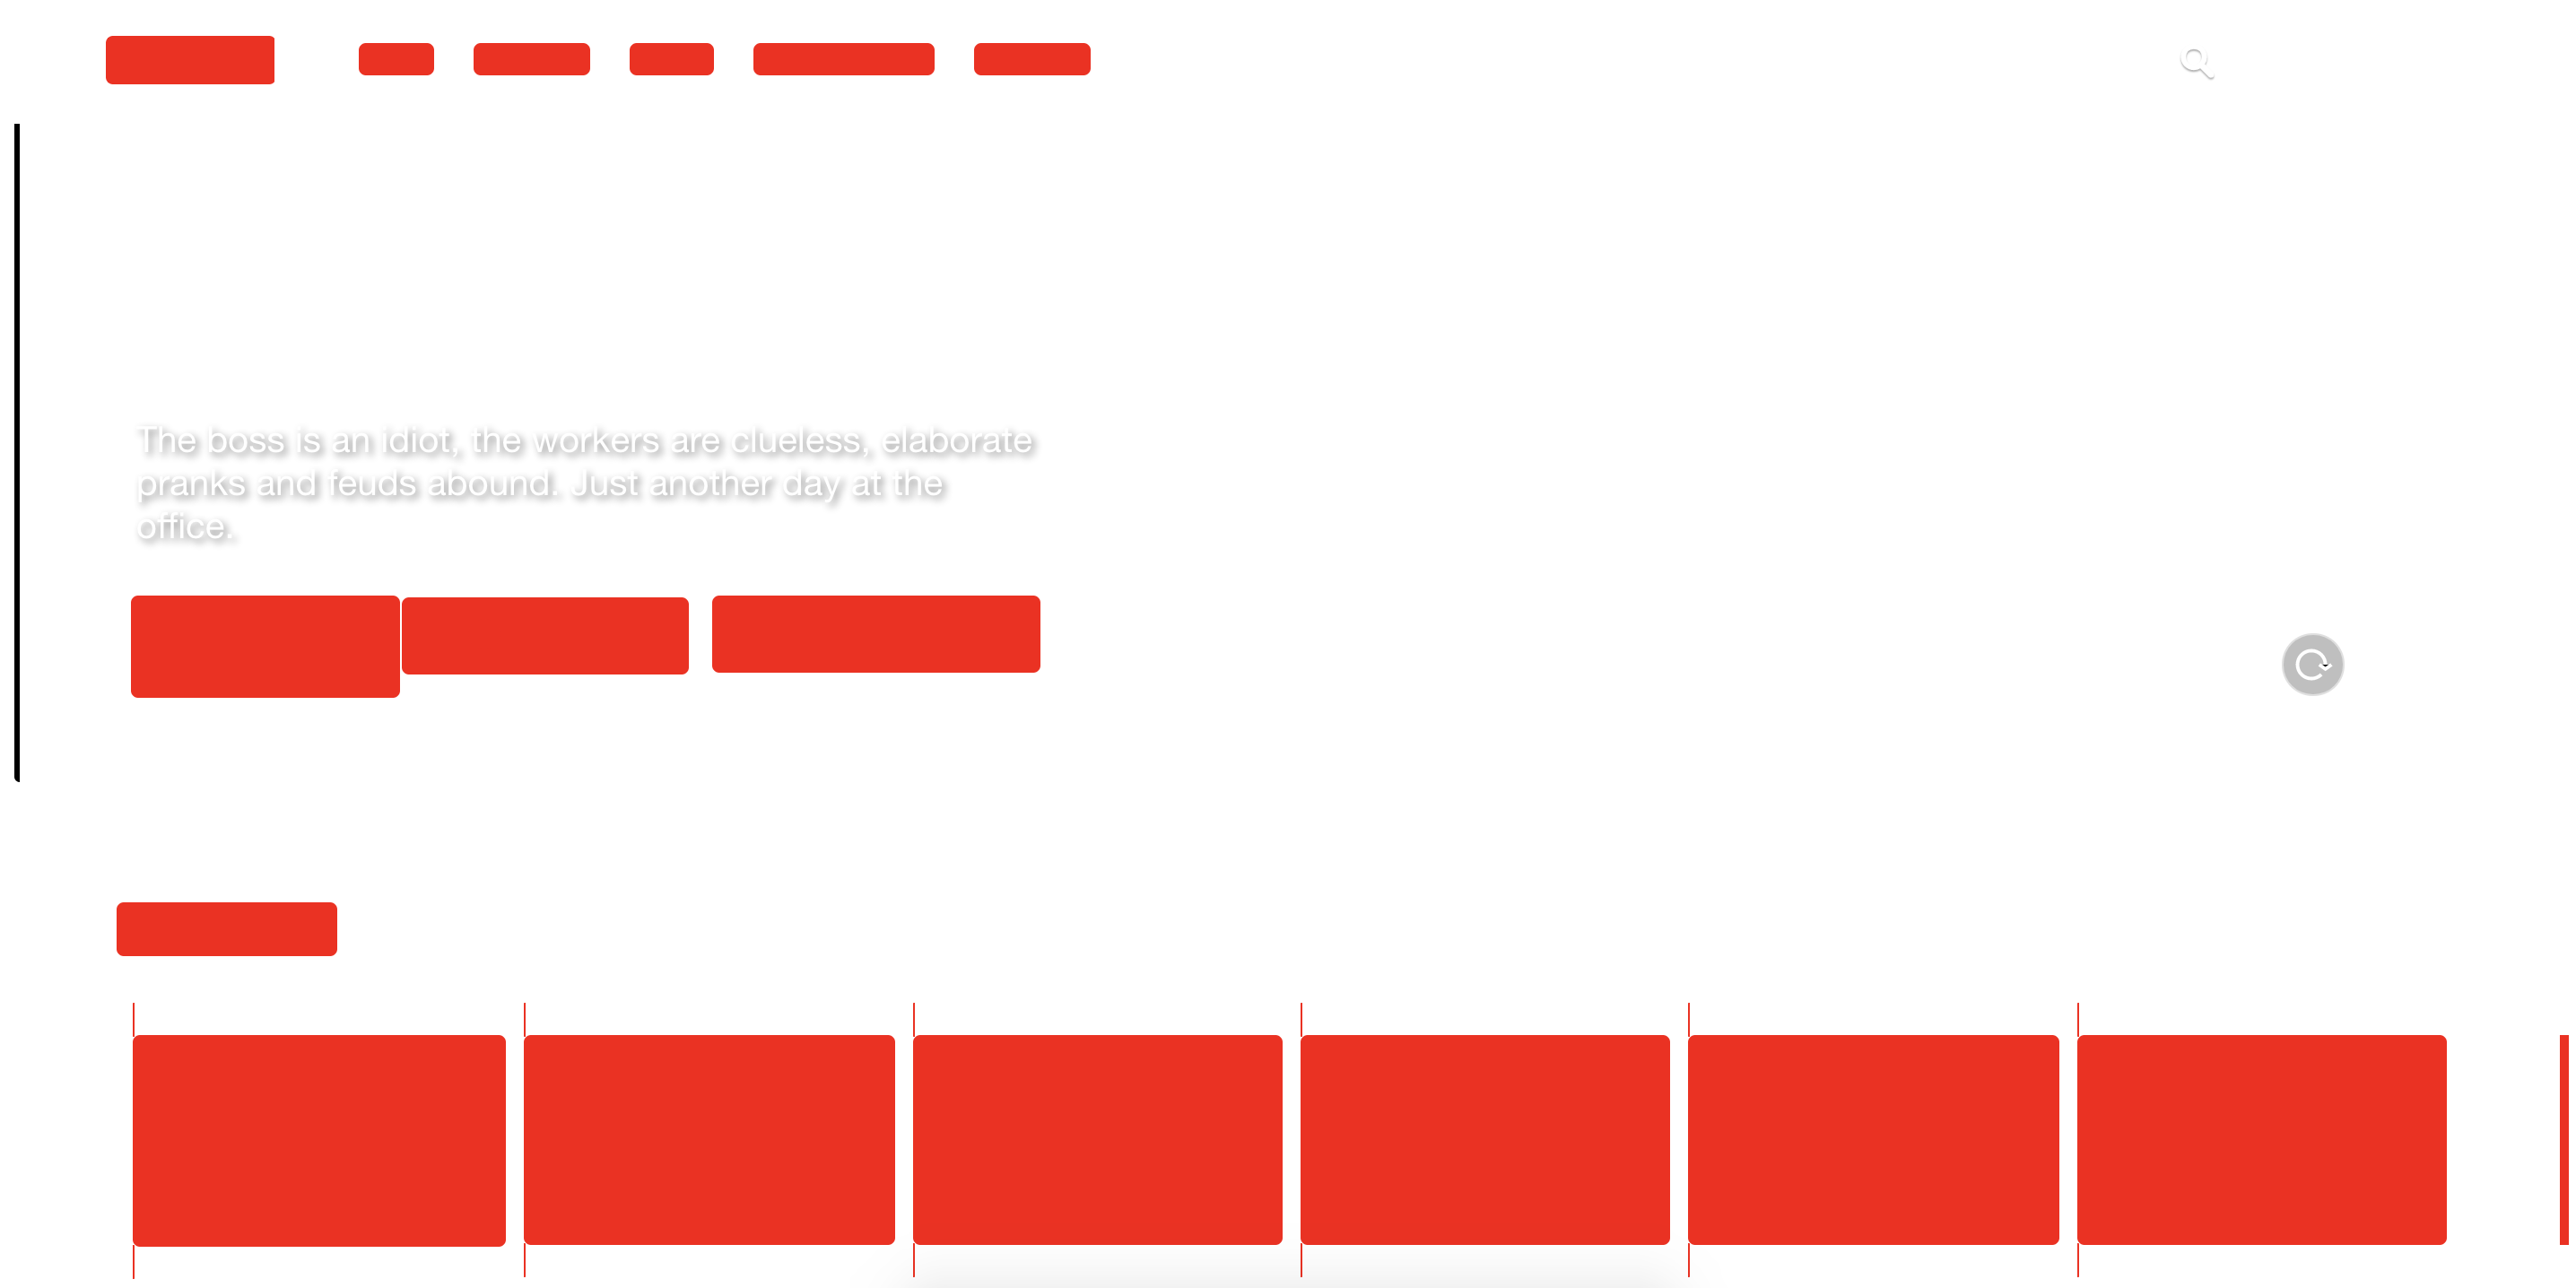 The boss is an idiot, the workers are clueless, elaborate
pranks and feuds abound. Just another day at the
office.